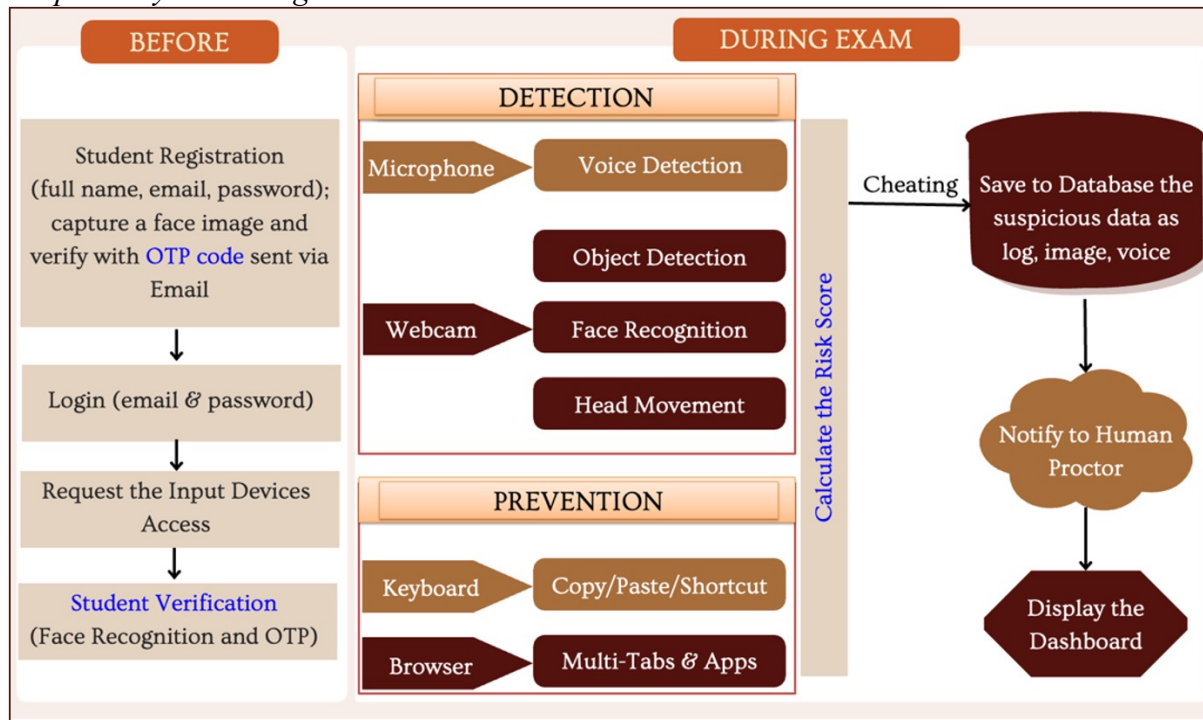 BEFORE
Student Registration
(full name, email, password);
capture a face image and
verify with OTP code sent via
Email
Login (email & password)
Request the Input Devices
Access
Student Verification
(Face Recognition and OTP)
DURING EXAM
DETECTION
Microphone
Voice Detection
Object Detection
Webcam
Face Recognition
Head Movement
PREVENTION
Keyboard
Copy/Paste/Shortcut
Browser
Multi-Tabs & Apps
Calculate the Risk Score
Cheating
Save to Database the
suspicious data as
log, image, voice
Notify to Human
Proctor
Display the
Dashboard